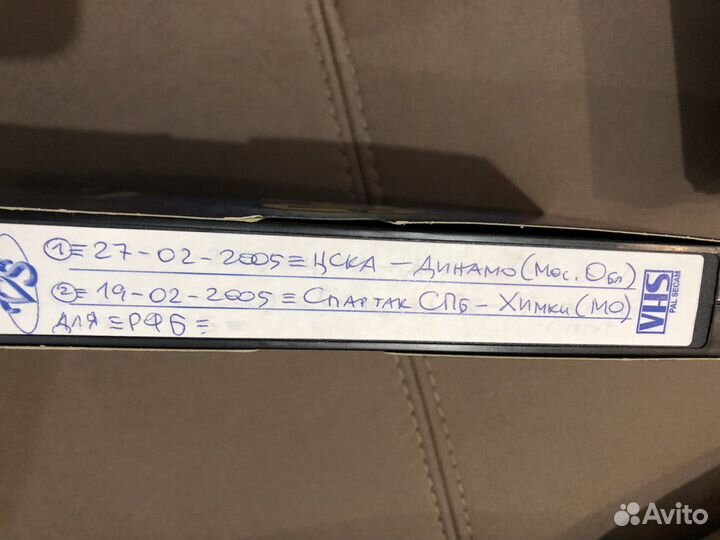 ① ≡ 27-02-2005 ≡ ЦСКА - ДИНАМО (Мос. Обл)
② ≡ 19-02-2005 ≡ СПАРТАК СПб - ХИМКИ (МО)
ДЛЯ ≡ РФБ ≡
VHS
PAL SECAM
Avito